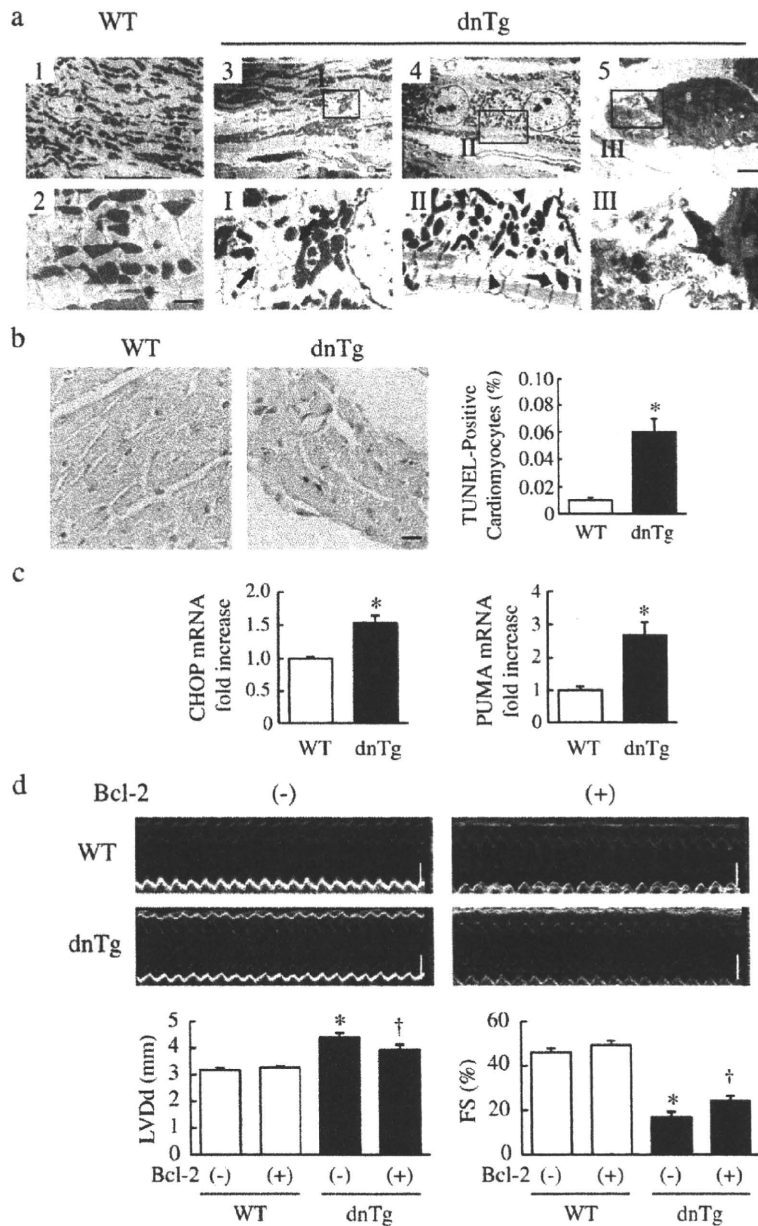 a
WT
dnTg
1
3
I
4
II
5
III
2
I
II
III
b
WT
dnTg
TUNEL-Positive
Cardiomyocytes (%)
0.10
0.08
0.06
0.04
0.02
0
*
WT
dnTg
c
CHOP mRNA
fold increase
2.0
1.5
1.0
0.5
0
*
WT
dnTg
PUMA mRNA
fold increase
4
3
2
1
0
*
WT
dnTg
d
Bcl-2
(-)
(+)
WT
dnTg
LVDd (mm)
5
4
3
2
1
0
*
†
Bcl-2 (-) (+) (-) (+)
WT
dnTg
FS (%)
60
40
20
0
*
†
Bcl-2 (-) (+) (-) (+)
WT
dnTg